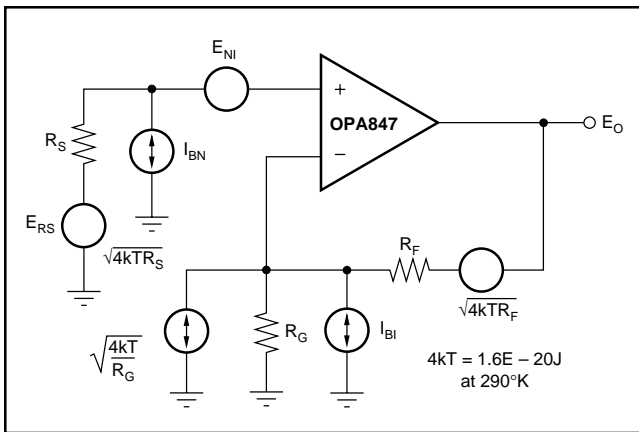 E_NI
+
OPA847
−
E_O
R_S
I_BN
E_RS
√4kTR_S
R_F
√4kTR_F
√4kT/R_G
R_G
I_BI
4kT = 1.6E – 20J
at 290°K